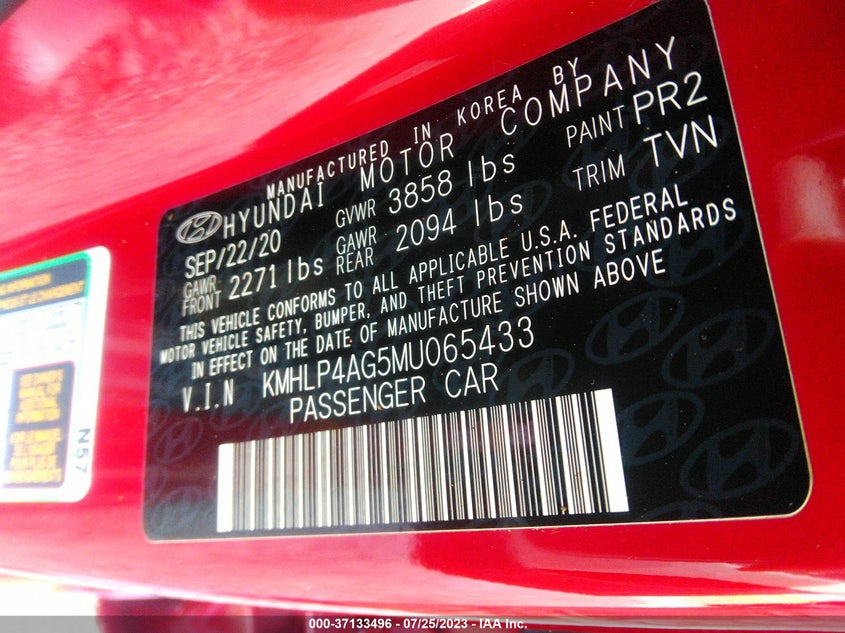 MANUFACTURED IN KOREA BY
HYUNDAI MOTOR COMPANY
SEP/22/20 GVWR 3858 lbs PAINT PR2
GAWR FRONT 2271 lbs GAWR REAR 2094 lbs TRIM TVN
THIS VEHICLE CONFORMS TO ALL APPLICABLE U.S.A. FEDERAL
MOTOR VEHICLE SAFETY, BUMPER, AND THEFT PREVENTION STANDARDS
IN EFFECT ON THE DATE OF MANUFACTURE SHOWN ABOVE
V.I.N KMHLP4AG5MU065433
PASSENGER CAR
N57
000-37133496 - 07/25/2023 - IAA Inc.